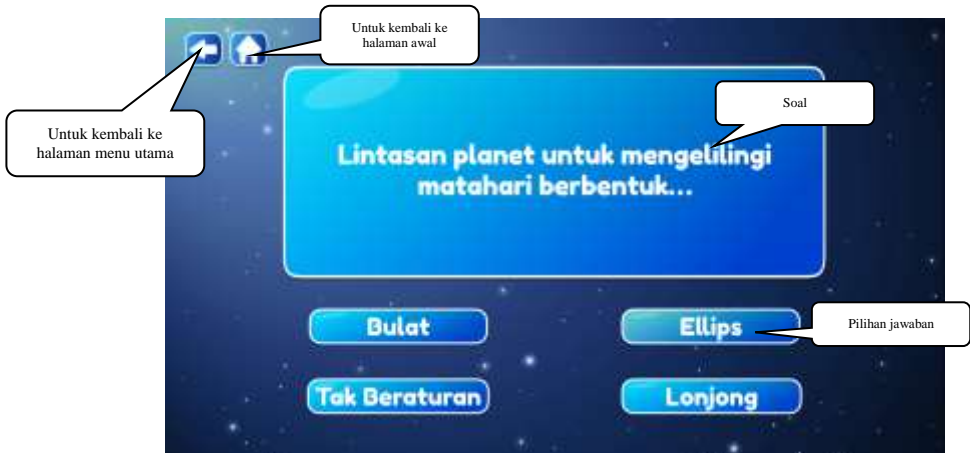 Untuk kembali ke
halaman awal
Untuk kembali ke
halaman menu utama
Soal
Lintasan planet untuk mengelilingi
matahari berbentuk...
Bulat
Ellips
Pilihan jawaban
Tak Beraturan
Lonjong